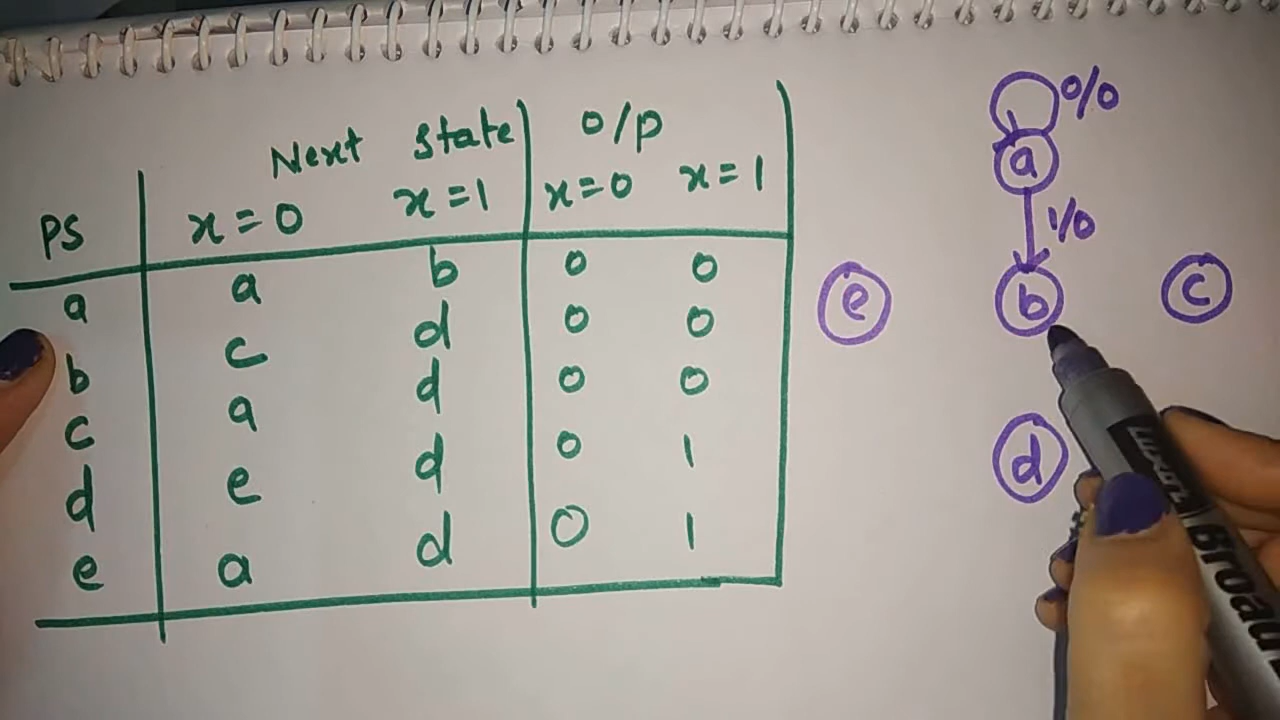 Next State o/p
PS x=0 x=1 x=0 x=1
a a b 0 0
b c d 0 0
c a d 0 0
d e d 0 1
e a d 0 1
0/0
a
1/0
e b c
d
Broad